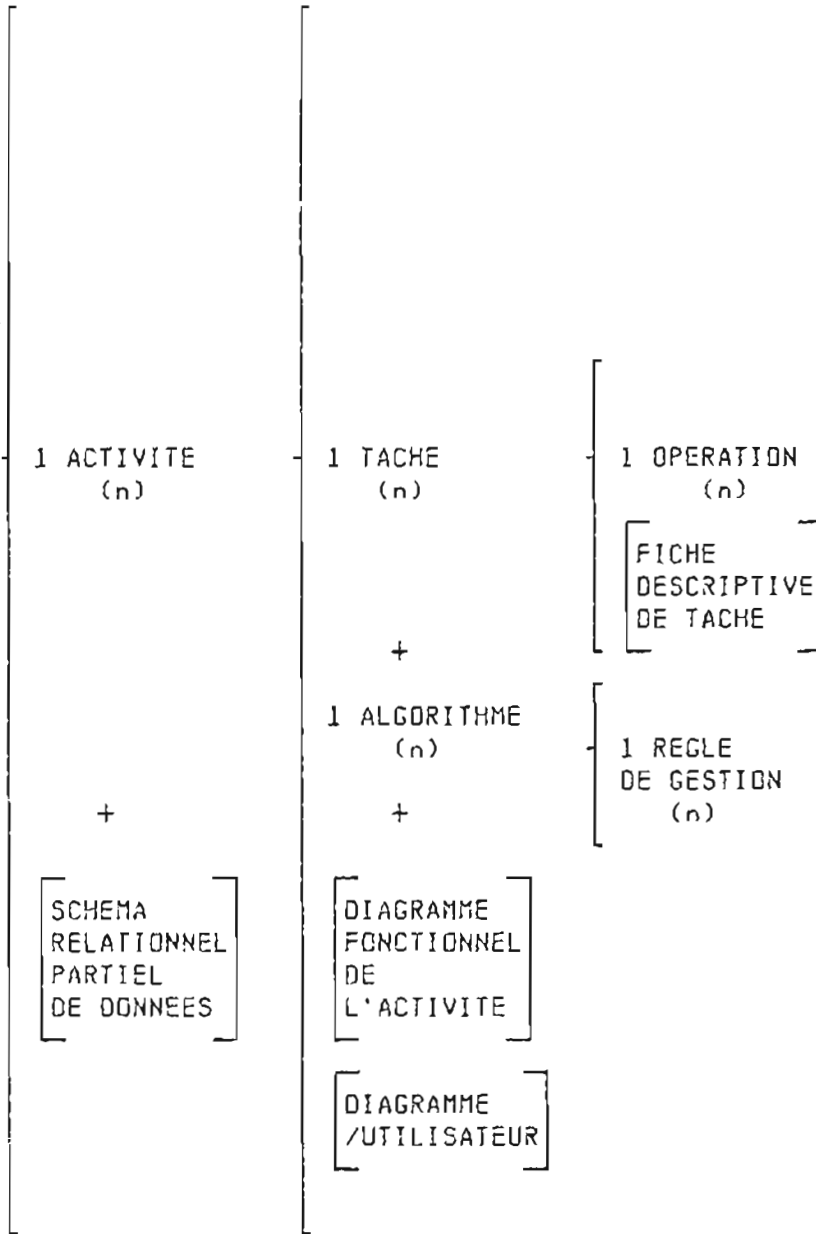 1 ACTIVITE
(n)
+
SCHEMA
RELATIONNEL
PARTIEL
DE DONNEES
1 TACHE
(n)
+
1 ALGORITHME
(n)
+
DIAGRAMME
FONCTIONNEL
DE
L'ACTIVITE
DIAGRAMME
/UTILISATEUR
1 OPERATION
(n)
FICHE
DESCRIPTIVE
DE TACHE
1 REGLE
DE GESTION
(n)